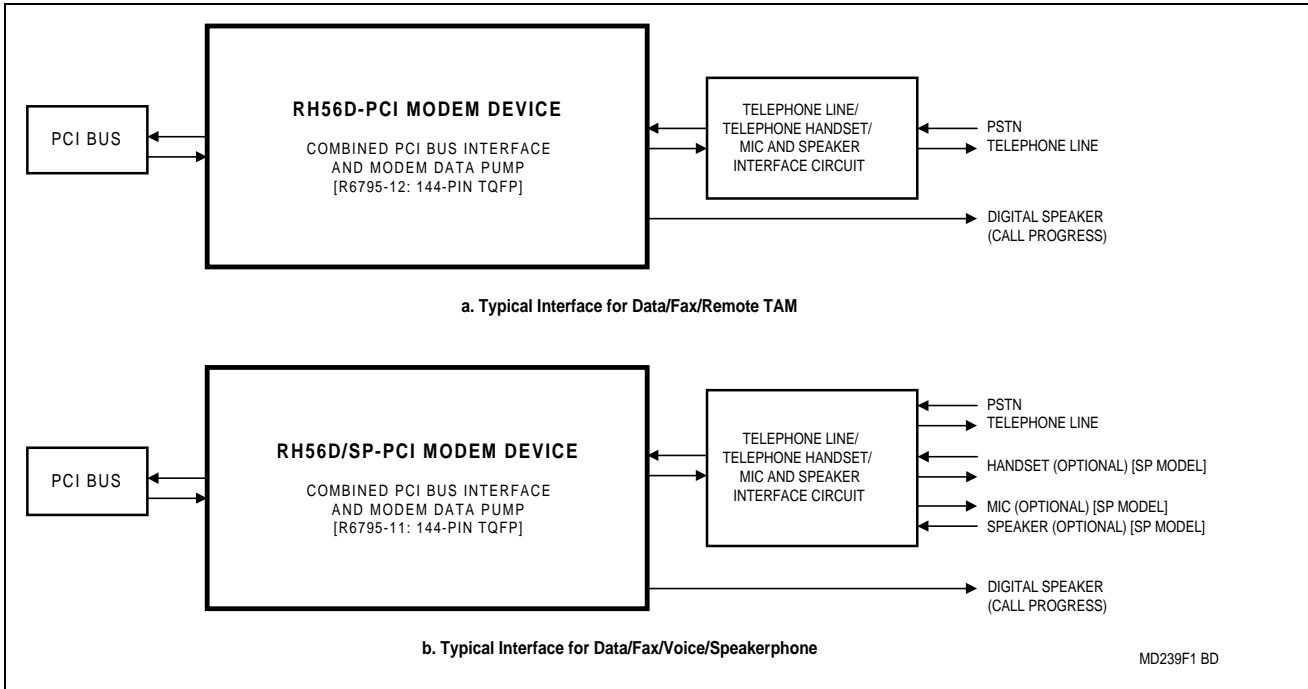 PCI BUS
RH56D-PCI MODEM DEVICE
COMBINED PCI BUS INTERFACE
AND MODEM DATA PUMP
[R6795-12: 144-PIN TQFP]
TELEPHONE LINE/
TELEPHONE HANDSET/
MIC AND SPEAKER
INTERFACE CIRCUIT
PSTN
TELEPHONE LINE
DIGITAL SPEAKER
(CALL PROGRESS)
a. Typical Interface for Data/Fax/Remote TAM
PCI BUS
RH56D/SP-PCI MODEM DEVICE
COMBINED PCI BUS INTERFACE
AND MODEM DATA PUMP
[R6795-11: 144-PIN TQFP]
TELEPHONE LINE/
TELEPHONE HANDSET/
MIC AND SPEAKER
INTERFACE CIRCUIT
PSTN
TELEPHONE LINE
HANDSET (OPTIONAL) [SP MODEL]
MIC (OPTIONAL) [SP MODEL]
SPEAKER (OPTIONAL) [SP MODEL]
DIGITAL SPEAKER
(CALL PROGRESS)
b. Typical Interface for Data/Fax/Voice/Speakerphone
MD239F1 BD